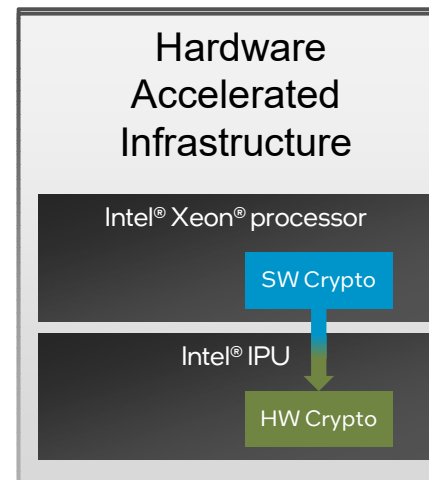 Hardware
Accelerated
Infrastructure
Intel® Xeon® processor
SW Crypto
Intel® IPU
HW Crypto